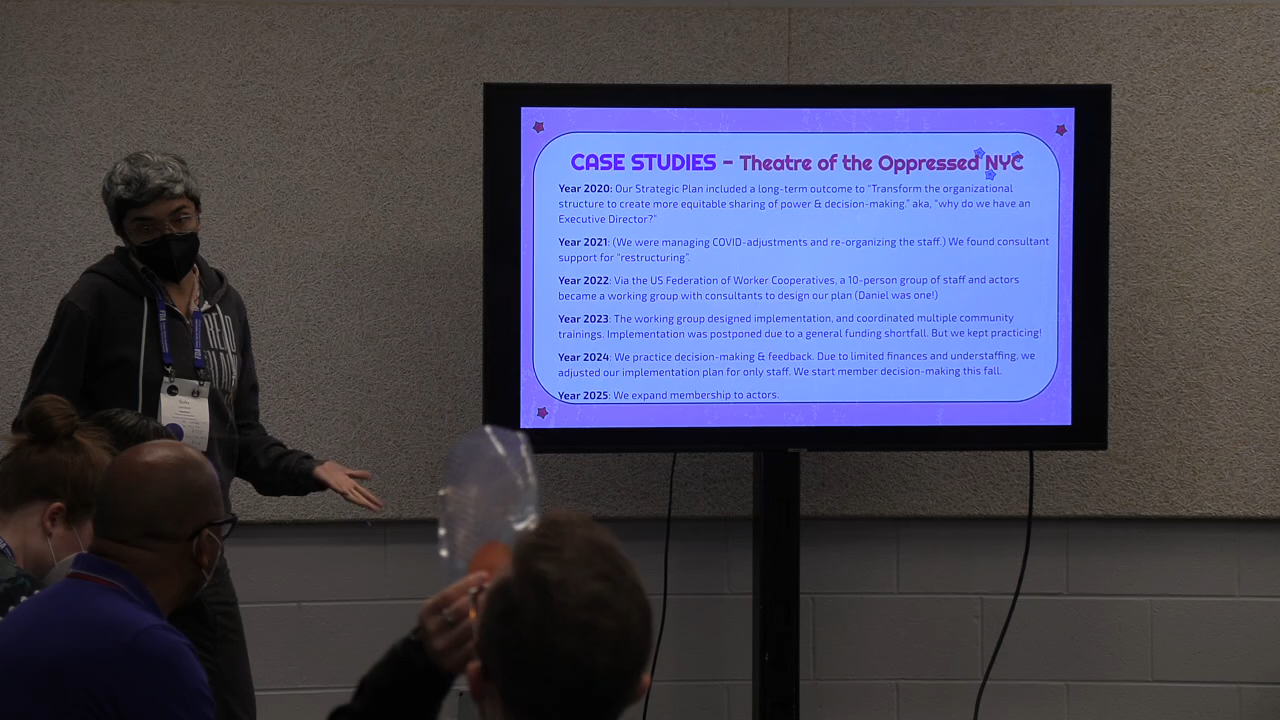 CASE STUDIES - Theatre of the Oppressed NYC
Year 2020: Our Strategic Plan included a long-term outcome to "Transform the organizational
structure to create more equitable sharing of power & decision-making." aka, "why do we have an
Executive Director?"
Year 2021: (We were managing COVID-adjustments and re-organizing the staff.) We found consultant
support for "restructuring".
Year 2022: Via the US Federation of Worker Cooperatives, a 10-person group of staff and actors
became a working group with consultants to design our plan (Daniel was one!)
Year 2023: The working group designed implementation, and coordinated multiple community
trainings. Implementation was postponed due to a general funding shortfall. But we kept practicing!
Year 2024: We practice decision-making & feedback. Due to limited finances and understaffing, we
adjusted our implementation plan for only staff. We start member decision-making this fall.
Year 2025: We expand membership to actors.